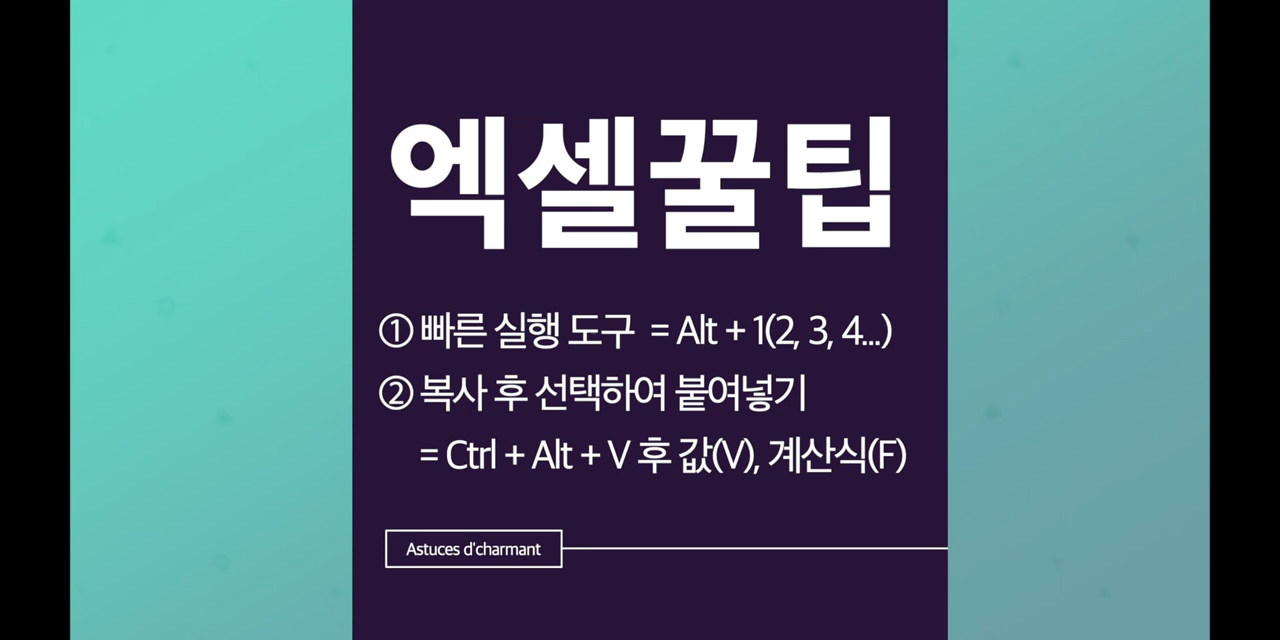 엑셀꿀팁
① 빠른 실행 도구 = Alt + 1(2, 3, 4...)
② 복사 후 선택하여 붙여넣기
= Ctrl + Alt + V 후 값(V), 계산식(F)
Astuces d'charmant